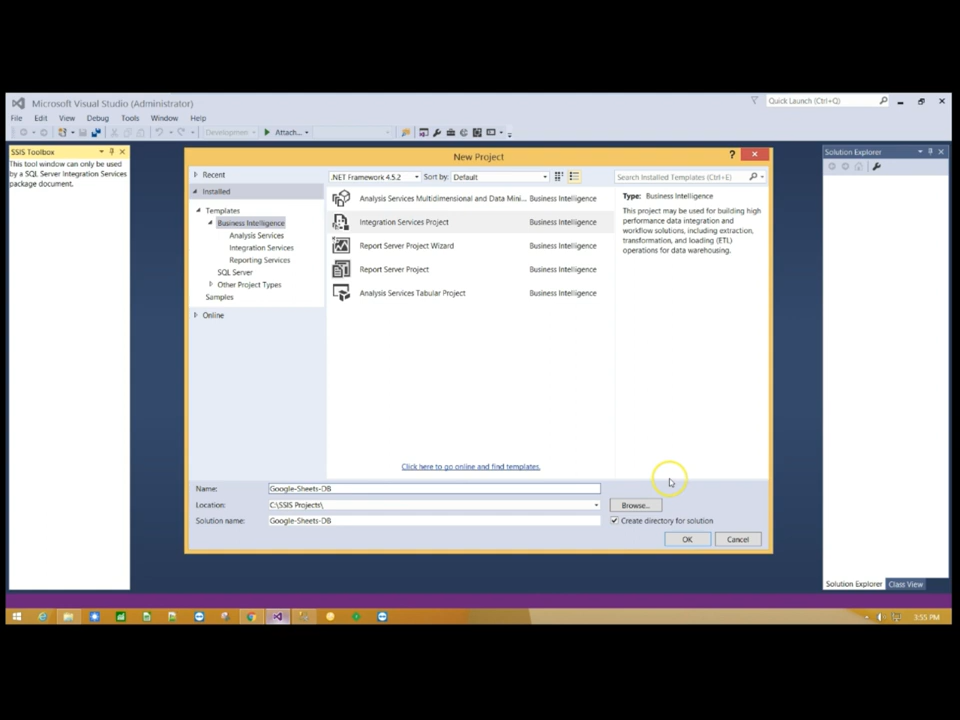 Microsoft Visual Studio (Administrator)
Quick Launch (Ctrl+Q)
File Edit View Debug Tools Window Help
Developmen
Attach...
SSIS Toolbox
This tool window can only be used
by a SQL Server Integration Services
package document.
New Project
?
Solution Explorer
Recent
.NET Framework 4.5.2
Sort by: Default
Search Installed Templates (Ctrl+E)
Installed
Templates
Business Intelligence
Analysis Services
Integration Services
Reporting Services
SQL Server
Other Project Types
Samples
Online
Analysis Services Multidimensional and Data Mini... Business Intelligence
Integration Services Project Business Intelligence
Report Server Project Wizard Business Intelligence
Report Server Project Business Intelligence
Analysis Services Tabular Project Business Intelligence
Type: Business Intelligence
This project may be used for building high
performance data integration and
workflow solutions, including extraction,
transformation, and loading (ETL)
operations for data warehousing.
Click here to go online and find templates.
Name: Google-Sheets-DB
Location: C:\SSIS Projects\ Browse...
Solution name: Google-Sheets-DB
Create directory for solution
OK Cancel
Solution Explorer Class View
3:55 PM